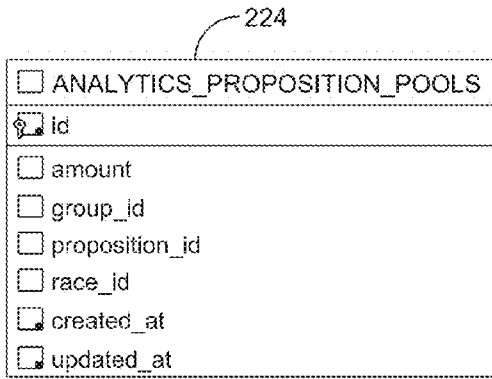 224
ANALYTICS_PROPOSITION_POOLS
id
amount
group_id
proposition_id
race_id
created_at
updated_at